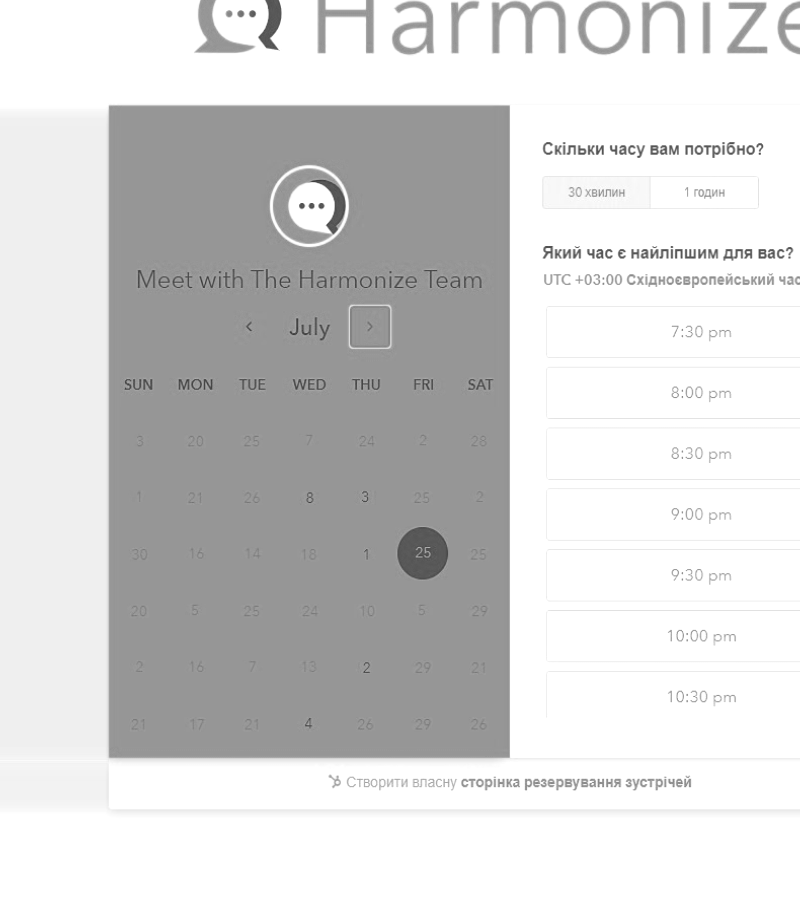 Harmonize
Meet with The Harmonize Team
July
SUN MON TUE WED THU FRI SAT
3 20 25 7 24 2 28
1 21 26 8 3 25 2
30 16 14 18 1 25 25
20 5 25 24 10 5 29
2 16 7 13 2 29 21
21 17 21 4 26 29 26
Скільки часу вам потрібно?
30 хвилин 1 годин
Який час є найліпшим для вас?
UTC +03:00 Східноєвропейський час
7:30 pm
8:00 pm
8:30 pm
9:00 pm
9:30 pm
10:00 pm
10:30 pm
Створити власну сторінка резервування зустрічей